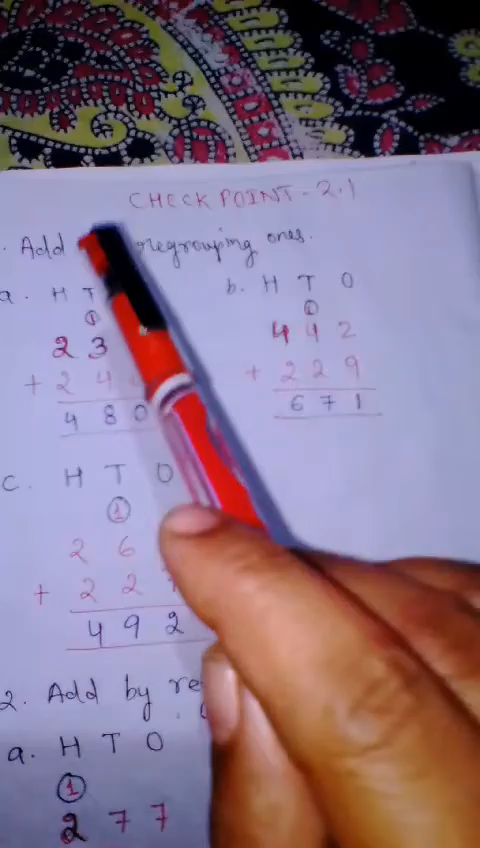 CHECK POINT - 2.1
Add regrouping ones.
a. H T
①
2 3
+ 2 4
4 8 0
b. H T O
①
4 4 2
+ 2 2 9
6 7 1
c. H T O
①
2 6
+ 2 2
4 9 2
2. Add by re
a. H T O
①
2 7 7